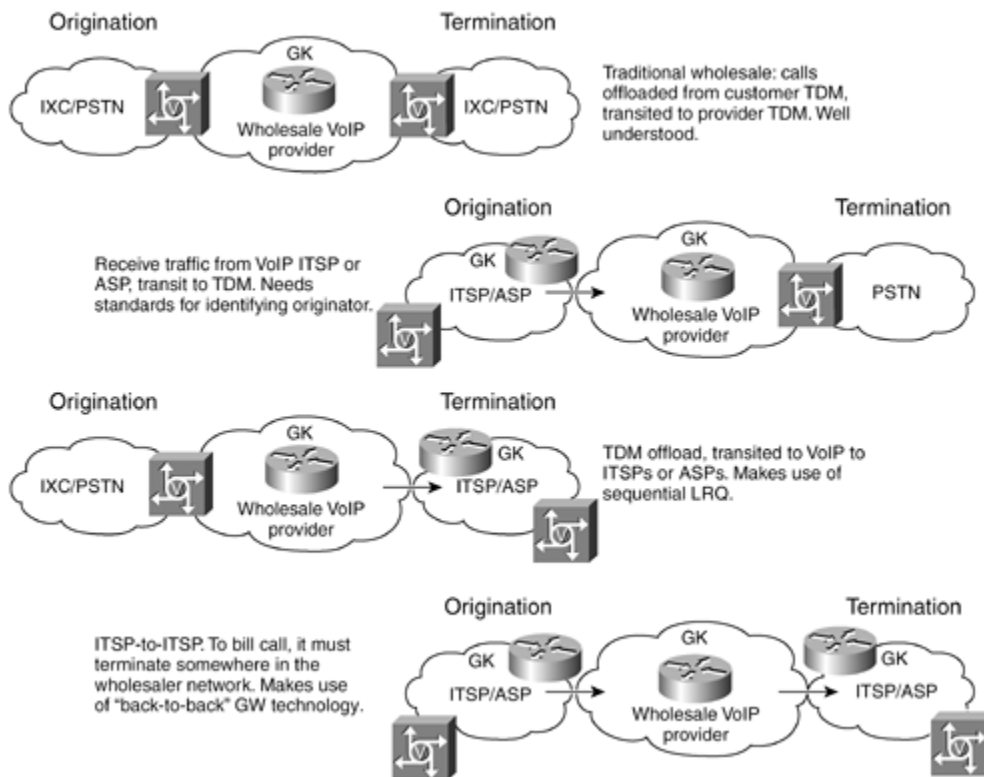 Origination
Termination
GK
IXC/PSTN
V
Wholesale VoIP
provider
V
IXC/PSTN
Traditional wholesale: calls
offloaded from customer TDM,
transited to provider TDM. Well
understood.
Origination
Termination
Receive traffic from VoIP ITSP or
ASP, transit to TDM. Needs
standards for identifying originator.
GK
ITSP/ASP
V
GK
Wholesale VoIP
provider
V
PSTN
Origination
Termination
IXC/PSTN
V
GK
Wholesale VoIP
provider
GK
ITSP/ASP
V
TDM offload, transited to VoIP to
ITSPs or ASPs. Makes use of
sequential LRQ.
Origination
Termination
ITSP-to-ITSP. To bill call, it must
terminate somewhere in the
wholesaler network. Makes use
of “back-to-back” GW technology.
GK
ITSP/ASP
V
GK
Wholesale VoIP
provider
GK
ITSP/ASP
V